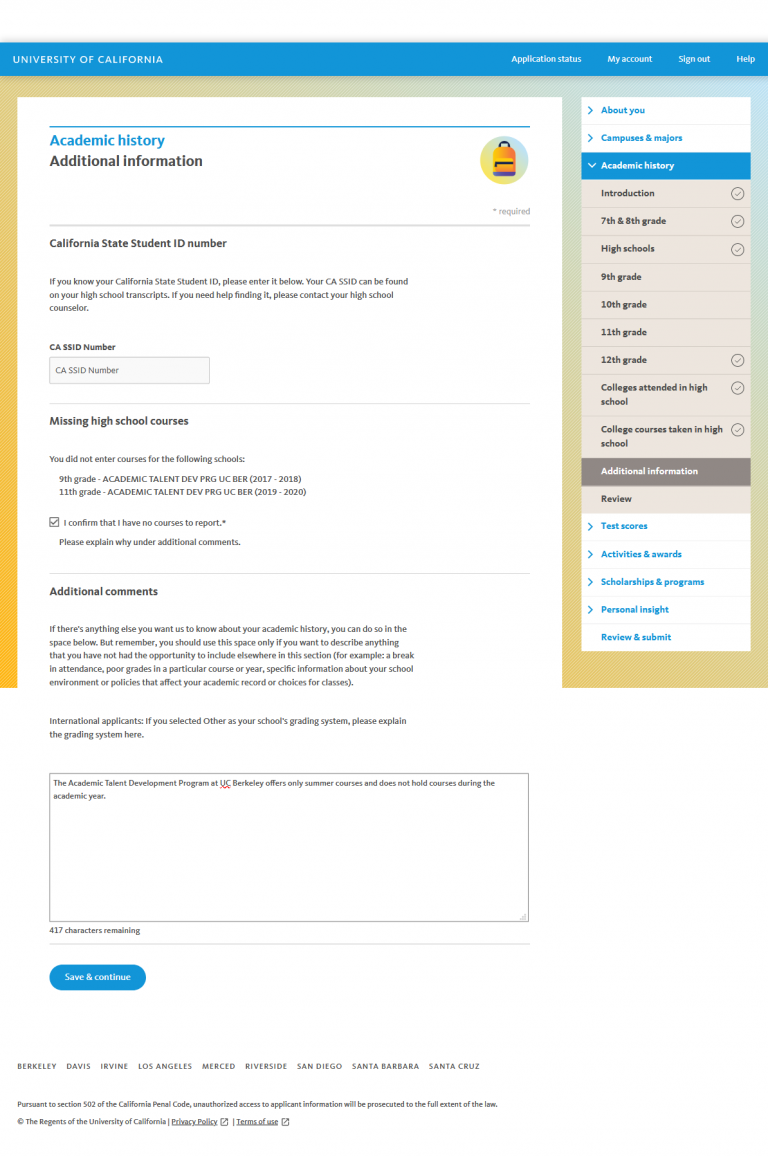 UNIVERSITY OF CALIFORNIA
Application status
My account
Sign out
Help
Academic history
Additional information
* required
California State Student ID number
If you know your California State Student ID, please enter it below. Your CA SSID can be found
on your high school transcripts. If you need help finding it, please contact your high school
counselor.
CA SSID Number
CA SSID Number
Missing high school courses
You did not enter courses for the following schools:
9th grade - ACADEMIC TALENT DEV PRG UC BER (2017 - 2018)
11th grade - ACADEMIC TALENT DEV PRG UC BER (2019 - 2020)
I confirm that I have no courses to report.*
Please explain why under additional comments.
Additional comments
If there's anything else you want us to know about your academic history, you can do so in the
space below. But remember, you should use this space only if you want to describe anything
that you have not had the opportunity to include elsewhere in this section (for example: a break
in attendance, poor grades in a particular course or year, specific information about your school
environment or policies that affect your academic record or choices for classes).
International applicants: If you selected Other as your school's grading system, please explain
the grading system here.
The Academic Talent Development Program at UC Berkeley offers only summer courses and does not hold courses during the
academic year.
417 characters remaining
Save & continue
About you
Campuses & majors
Academic history
Introduction
7th & 8th grade
High schools
9th grade
10th grade
11th grade
12th grade
Colleges attended in high
school
College courses taken in high
school
Additional information
Review
Test scores
Activities & awards
Scholarships & programs
Personal insight
Review & submit
BERKELEY DAVIS IRVINE LOS ANGELES MERCED RIVERSIDE SAN DIEGO SANTA BARBARA SANTA CRUZ
Pursuant to section 502 of the California Penal Code, unauthorized access to applicant information will be prosecuted to the full extent of the law.
© The Regents of the University of California | Privacy Policy | Terms of use